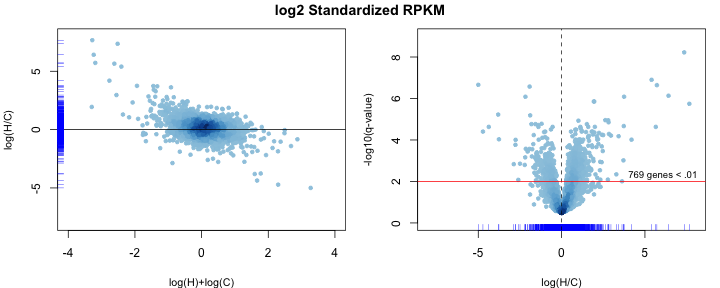 log2 Standardized RPKM
log(H/C)
5
0
-5
-4
-2
0
2
4
log(H)+log(C)
-log10(q-value)
8
6
4
2
0
769 genes < .01
-5
0
5
log(H/C)